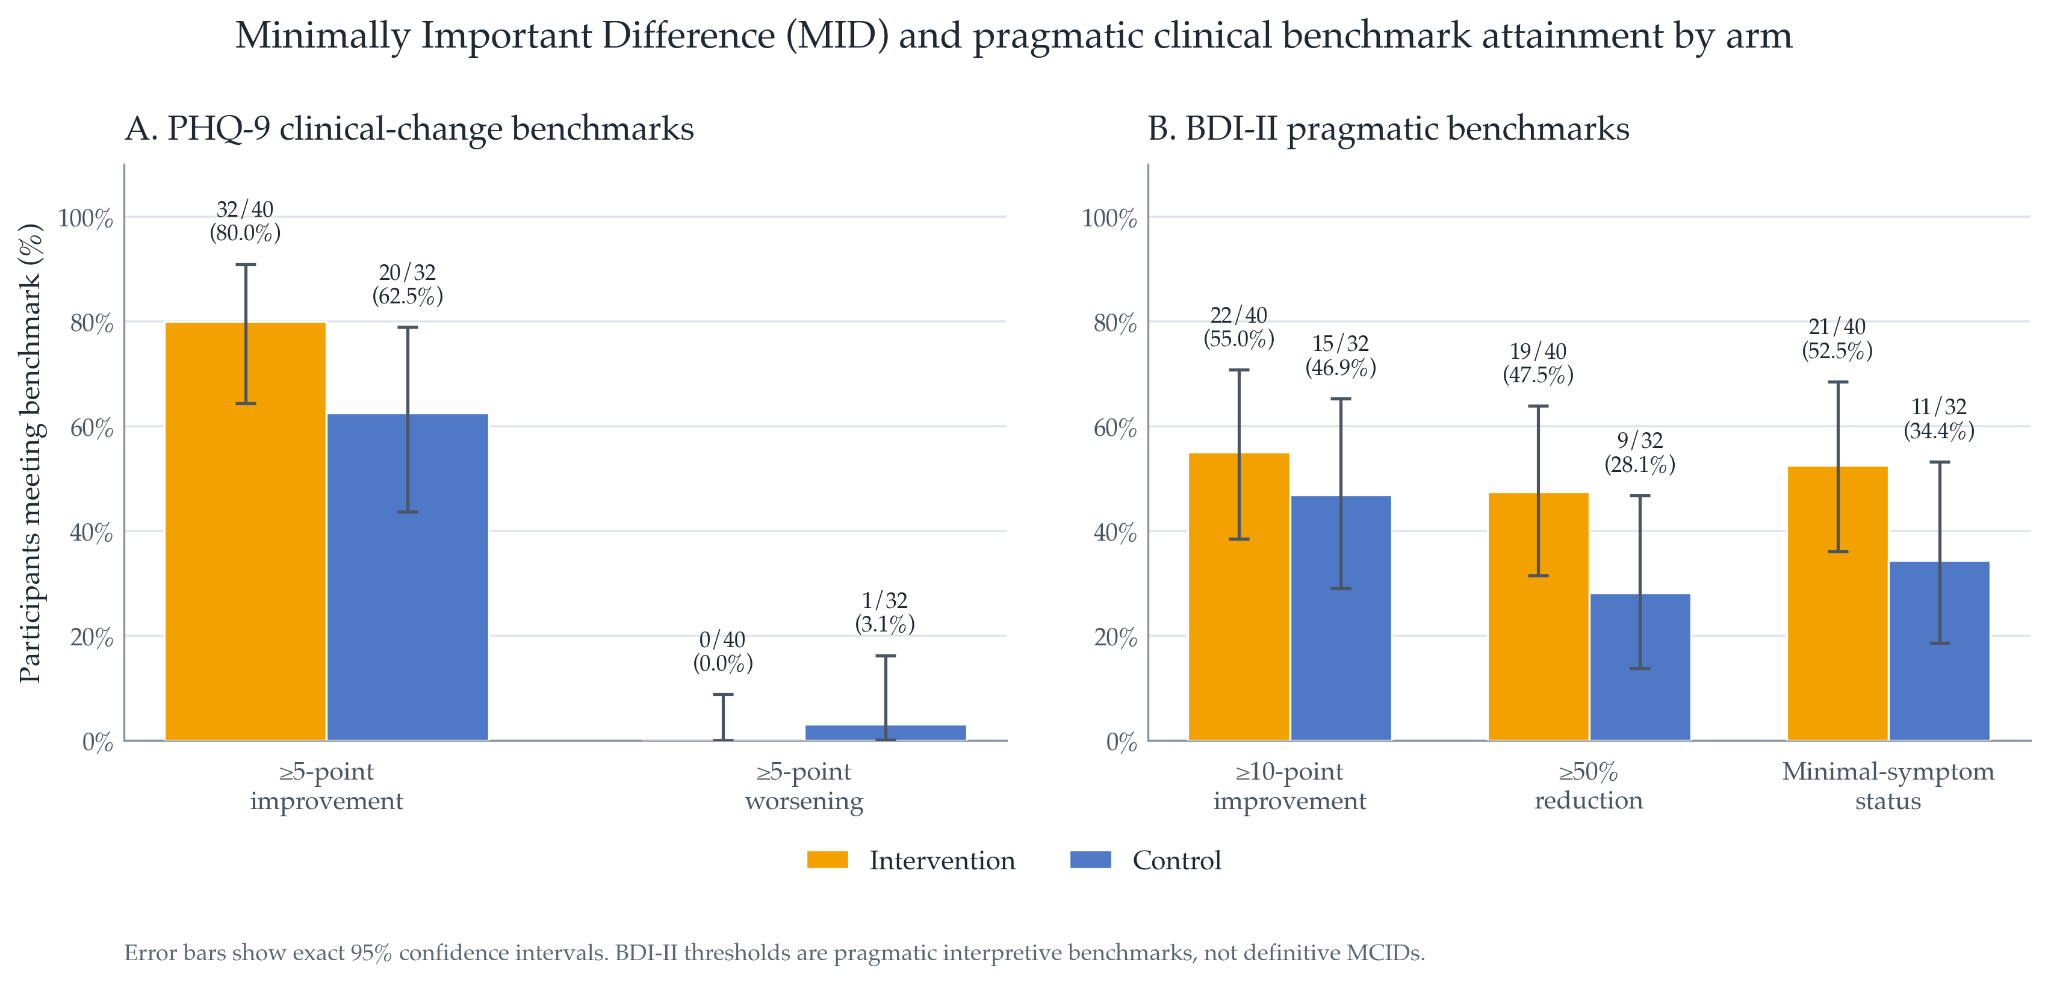 Minimally Important Difference (MID) and pragmatic clinical benchmark attainment by arm
A. PHQ-9 clinical-change benchmarks
Participants meeting benchmark (%)
100%
80%
60%
40%
20%
0%
32/40
(80.0%)
20/32
(62.5%)
0/40
(0.0%)
1/32
(3.1%)
≥5-point
improvement
≥5-point
worsening
B. BDI-II pragmatic benchmarks
100%
80%
60%
40%
20%
0%
22/40
(55.0%)
15/32
(46.9%)
19/40
(47.5%)
9/32
(28.1%)
21/40
(52.5%)
11/32
(34.4%)
≥10-point
improvement
≥50%
reduction
Minimal-symptom
status
Intervention
Control
Error bars show exact 95% confidence intervals. BDI-II thresholds are pragmatic interpretive benchmarks, not definitive MCIDs.